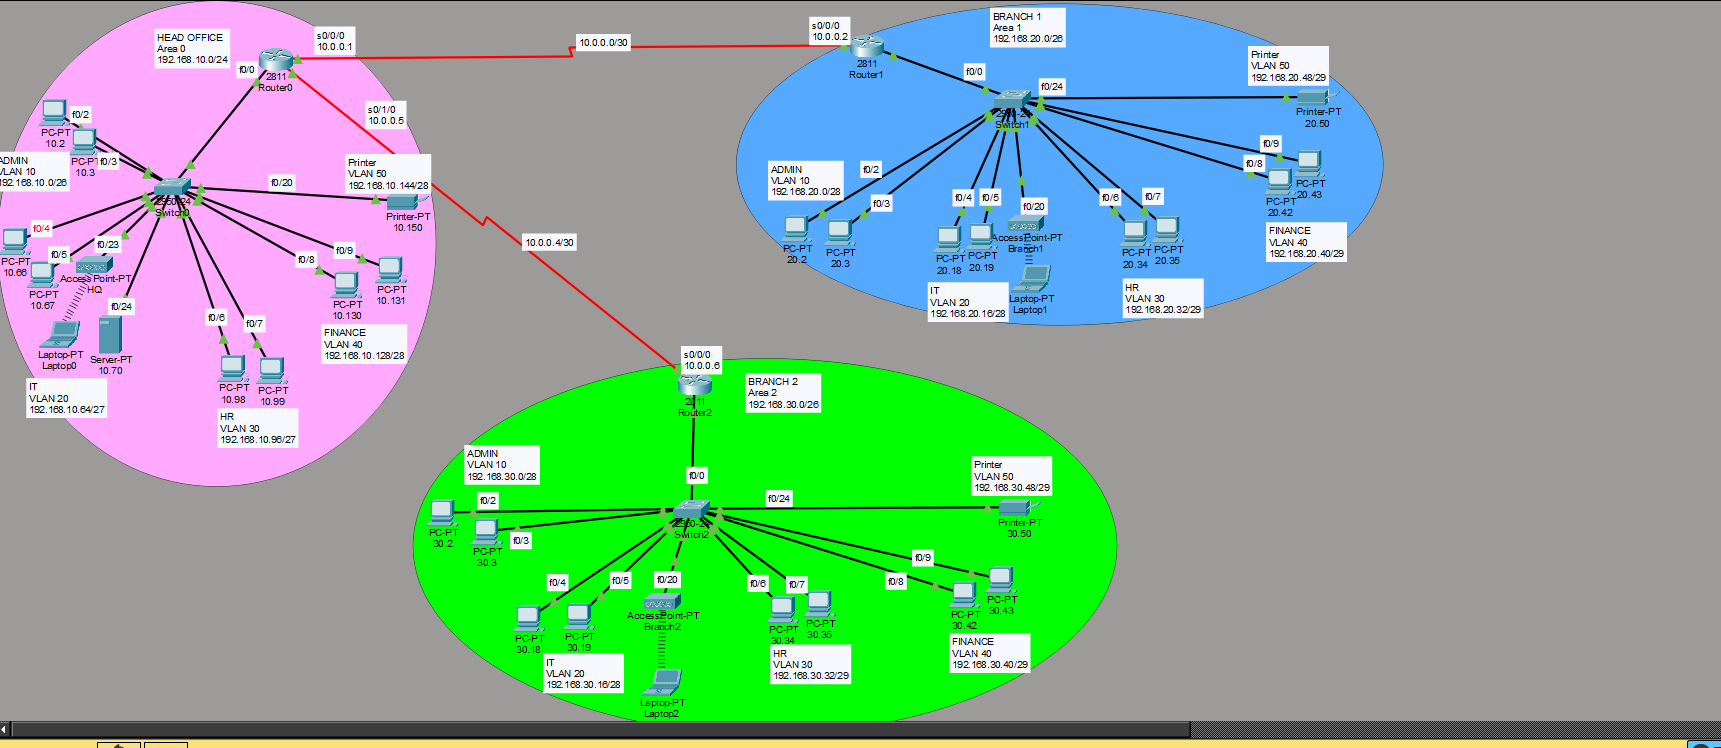 HEAD OFFICE
Area 0
192.168.10.0/24
s0/0/0
10.0.0.1
f0/0
2811
Router0
s0/1/0
10.0.0.5
f0/2
PC-PT
10.2
f0/3
10.3
ADMIN
VLAN 10
192.168.10.0/26
Printer
VLAN 50
192.168.10.144/28
f0/20
Switch0
Printer-PT
10.150
f0/4
PC-PT
10.66
f0/5
PC-PT
10.67
f0/23
Access Point-PT
HQ
f0/24
Laptop-PT
Laptop0
Server-PT
10.70
f0/6
f0/7
PC-PT
10.98
PC-PT
10.99
f0/8
f0/9
PC-PT
10.130
PC-PT
10.131
FINANCE
VLAN 40
192.168.10.128/28
IT
VLAN 20
192.168.10.64/27
HR
VLAN 30
192.168.10.96/27
10.0.0.0/30
10.0.0.4/30
s0/0/0
10.0.0.2
2811
Router1
BRANCH 1
Area 1
192.168.20.0/26
f0/0
f0/24
Switch1
Printer
VLAN 50
192.168.20.48/29
Printer-PT
20.50
ADMIN
VLAN 10
192.168.20.0/28
f0/2
f0/3
PC-PT
20.2
PC-PT
20.3
f0/4
f0/5
f0/20
PC-PT
20.18
PC-PT
20.19
Access Point-PT
Branch1
Laptop-PT
Laptop1
IT
VLAN 20
192.168.20.16/28
f0/6
f0/7
PC-PT
20.34
PC-PT
20.35
HR
VLAN 30
192.168.20.32/29
f0/9
f0/8
PC-PT
20.43
PC-PT
20.42
FINANCE
VLAN 40
192.168.20.40/29
s0/0/0
10.0.0.6
2811
Router2
BRANCH 2
Area 2
192.168.30.0/26
f0/0
ADMIN
VLAN 10
192.168.30.0/28
f0/2
PC-PT
30.2
PC-PT
30.3
f0/3
Switch2
f0/24
Printer
VLAN 50
192.168.30.48/29
Printer-PT
30.50
f0/4
f0/5
f0/20
PC-PT
30.18
PC-PT
30.19
Access Point-PT
Branch2
Laptop-PT
Laptop2
IT
VLAN 20
192.168.30.16/28
f0/6
f0/7
PC-PT
30.34
PC-PT
30.35
HR
VLAN 30
192.168.30.32/29
f0/9
f0/8
PC-PT
30.43
PC-PT
30.42
FINANCE
VLAN 40
192.168.30.40/29